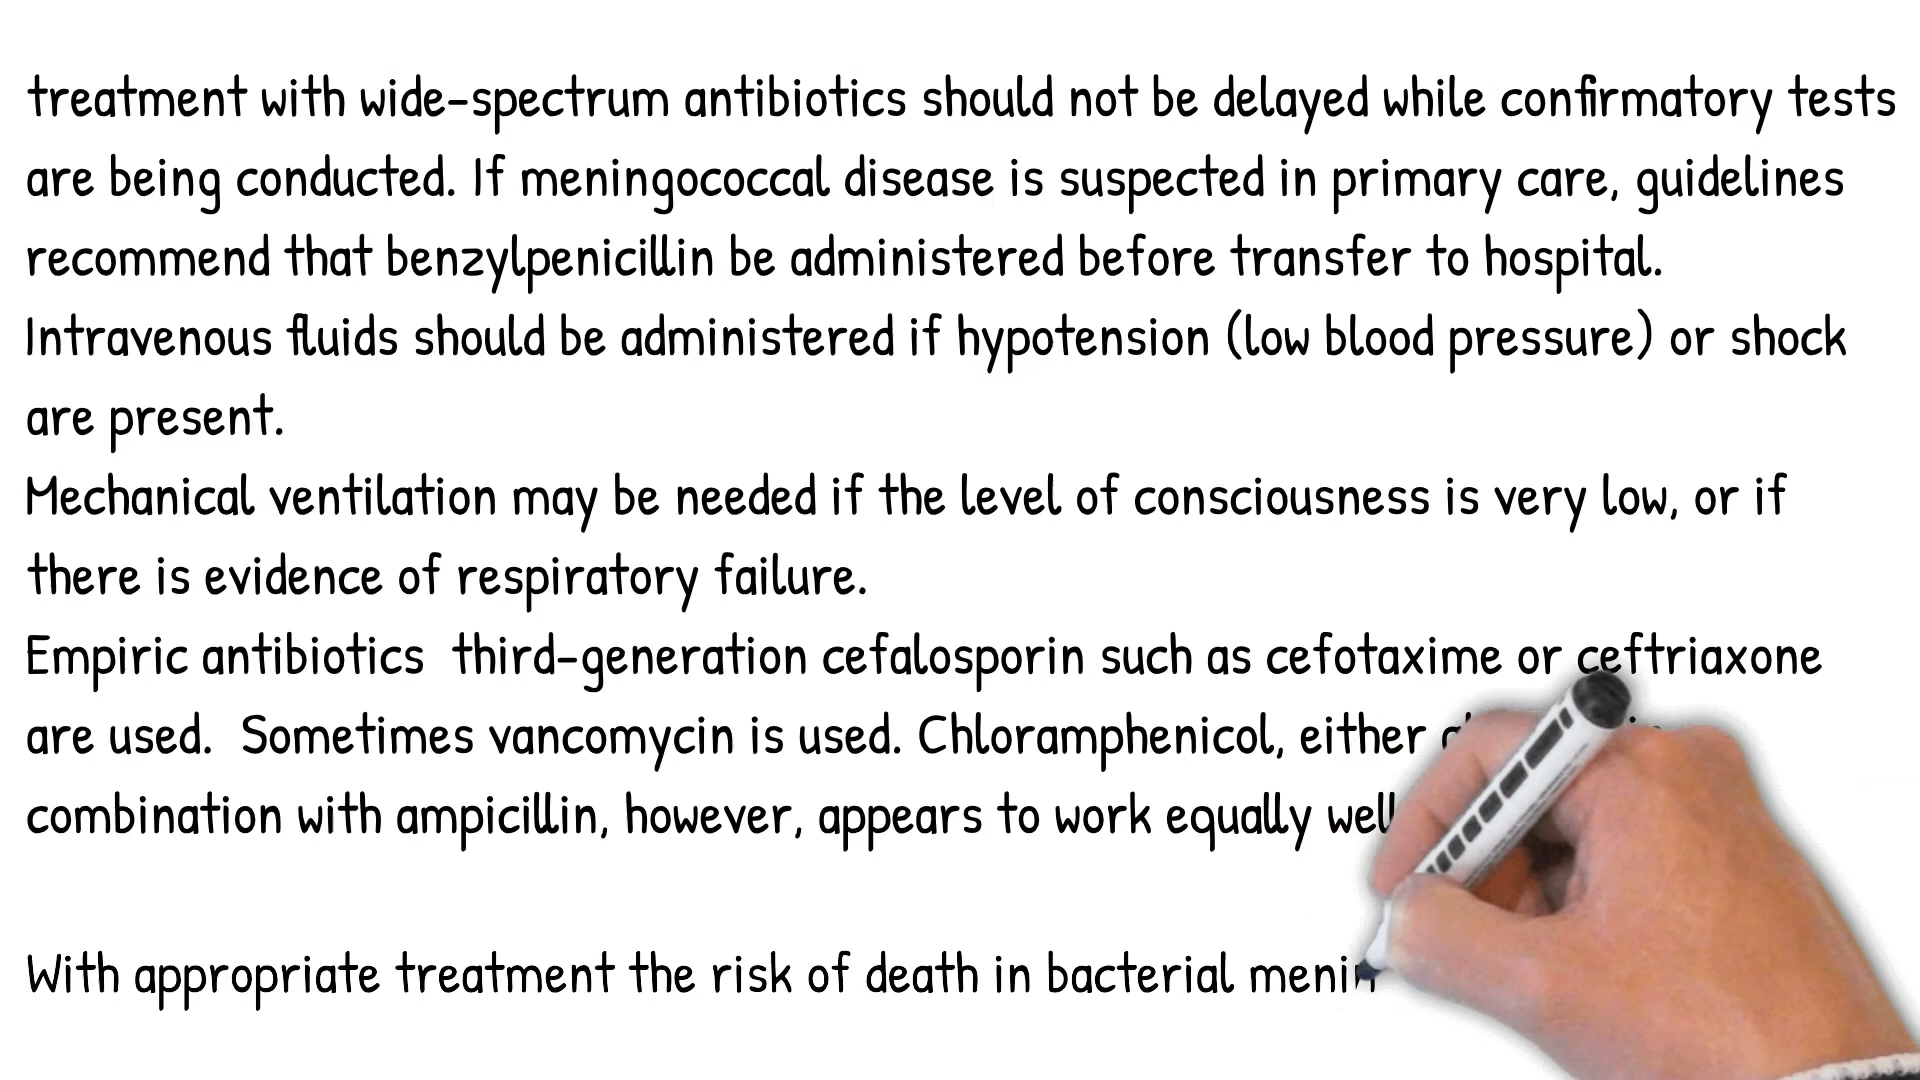 treatment with wide-spectrum antibiotics should not be delayed while confirmatory tests
are being conducted. If meningococcal disease is suspected in primary care, guidelines
recommend that benzylpenicillin be administered before transfer to hospital.
Intravenous fluids should be administered if hypotension (low blood pressure) or shock
are present.
Mechanical ventilation may be needed if the level of consciousness is very low, or if
there is evidence of respiratory failure.
Empiric antibiotics  third-generation cefalosporin such as cefotaxime or ceftriaxone
are used.  Sometimes vancomycin is used. Chloramphenicol, either
combination with ampicillin, however, appears to work equally well
With appropriate treatment the risk of death in bacterial menin